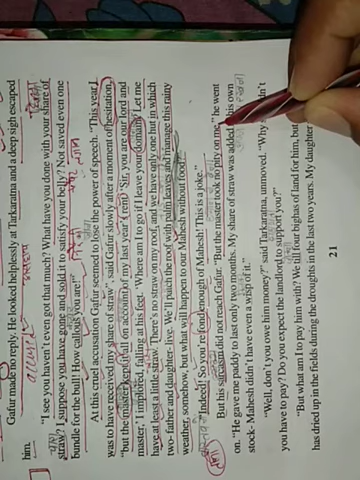 Gafur made no reply. He looked helplessly at Tarkaratna and a deep sigh escaped
him.
"I see you haven't even got that much? What have you done with your share of
straw? I suppose you have gone and sold it to satisfy your belly? Not saved even one
bundle for the bull! How callous you are!"
At this cruel accusation Gafur seemed to lose the power of speech. "This year I
was to have received my share of straw," said Gafur slowly after a moment of hesitation,
"but the master kept it all on account of my last year's rent. 'Sir, you are our lord and
master,' I implored, falling at his feet. 'Where am I to go if I leave your domain? Let me
have at least a little straw. There's no straw on my roof, and we have only one hut in which
two- father and daughter- live. We'll patch the roof with palm leaves and manage this rainy
weather, somehow, but what will happen to our Mahesh without food?'"
"Indeed! So you're fond enough of Mahesh! This is a joke."
But his sarcasm did not reach Gafur. "But the master took no pity on me," he went
on. "He gave me paddy to last only two months. My share of straw was added his own
stock- Mahesh didn't have even a wisp of it."
"Well, don't you owe him money?" said Tarkaratna, unmoved. "Why
you have to pay? Do you expect the landlord to support you?"
"But what am I to pay him with? We till four bighas of land for him, but
has dried up in the fields during the droughts in the last two years. My daughter
21